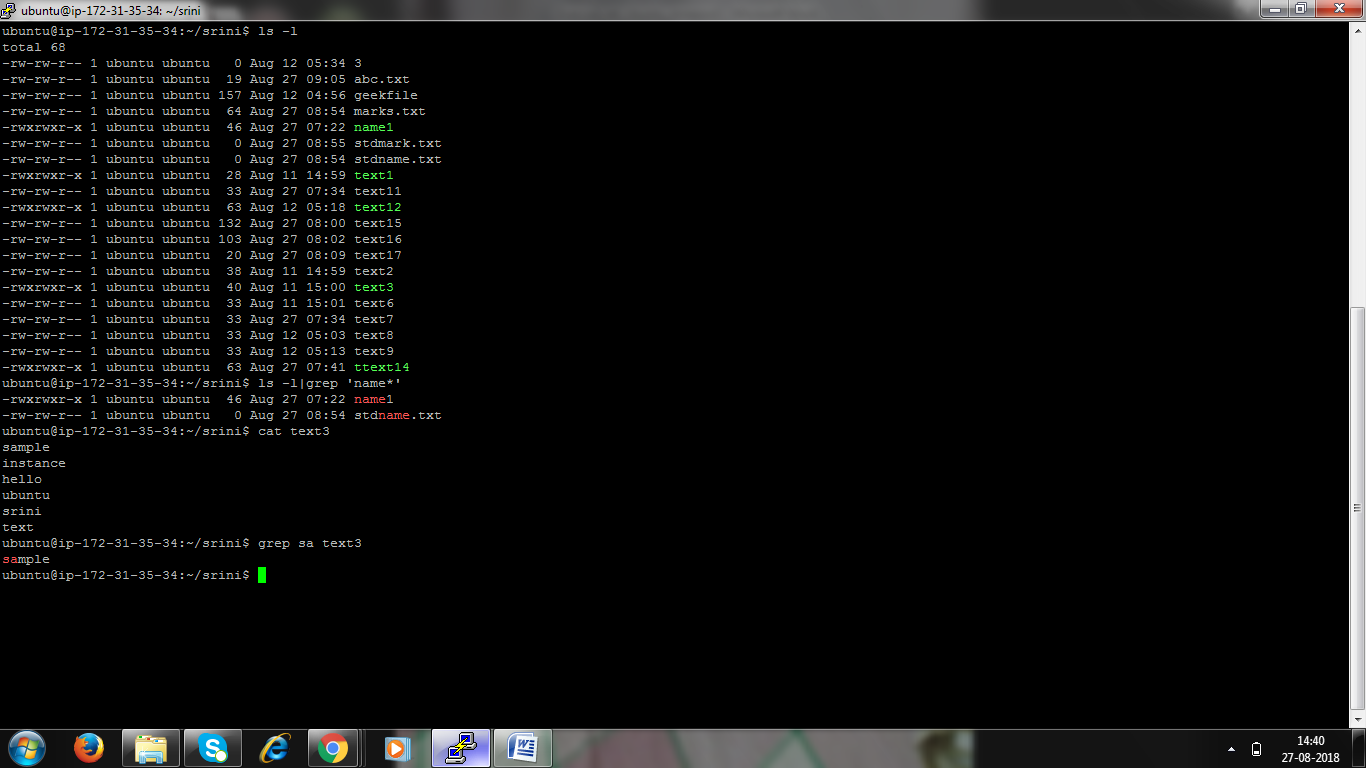 ubuntu@ip-172-31-35-34: ~/srini
ubuntu@ip-172-31-35-34:~/srini$ ls -l
total 68
-rw-rw-r-- 1 ubuntu ubuntu   0 Aug 12 05:34 3
-rw-rw-r-- 1 ubuntu ubuntu  19 Aug 27 09:05 abc.txt
-rw-rw-r-- 1 ubuntu ubuntu 157 Aug 12 04:56 geekfile
-rw-rw-r-- 1 ubuntu ubuntu  64 Aug 27 08:54 marks.txt
-rwxrwxr-x 1 ubuntu ubuntu  46 Aug 27 07:22 name1
-rw-rw-r-- 1 ubuntu ubuntu   0 Aug 27 08:55 stdmark.txt
-rw-rw-r-- 1 ubuntu ubuntu   0 Aug 27 08:54 stdname.txt
-rwxrwxr-x 1 ubuntu ubuntu  28 Aug 11 14:59 text1
-rw-rw-r-- 1 ubuntu ubuntu  33 Aug 27 07:34 text11
-rwxrwxr-x 1 ubuntu ubuntu  63 Aug 12 05:18 text12
-rw-rw-r-- 1 ubuntu ubuntu 132 Aug 27 08:00 text15
-rw-rw-r-- 1 ubuntu ubuntu 103 Aug 27 08:02 text16
-rw-rw-r-- 1 ubuntu ubuntu  20 Aug 27 08:09 text17
-rw-rw-r-- 1 ubuntu ubuntu  38 Aug 11 14:59 text2
-rwxrwxr-x 1 ubuntu ubuntu  40 Aug 11 15:00 text3
-rw-rw-r-- 1 ubuntu ubuntu  33 Aug 11 15:01 text6
-rw-rw-r-- 1 ubuntu ubuntu  33 Aug 27 07:34 text7
-rw-rw-r-- 1 ubuntu ubuntu  33 Aug 12 05:03 text8
-rw-rw-r-- 1 ubuntu ubuntu  33 Aug 12 05:13 text9
-rwxrwxr-x 1 ubuntu ubuntu  63 Aug 27 07:41 ttext14
ubuntu@ip-172-31-35-34:~/srini$ ls -l|grep 'name*'
-rwxrwxr-x 1 ubuntu ubuntu  46 Aug 27 07:22 name1
-rw-rw-r-- 1 ubuntu ubuntu   0 Aug 27 08:54 stdname.txt
ubuntu@ip-172-31-35-34:~/srini$ cat text3
sample
instance
hello
ubuntu
srini
text
ubuntu@ip-172-31-35-34:~/srini$ grep sa text3
sample
ubuntu@ip-172-31-35-34:~/srini$
14:40
27-08-2018